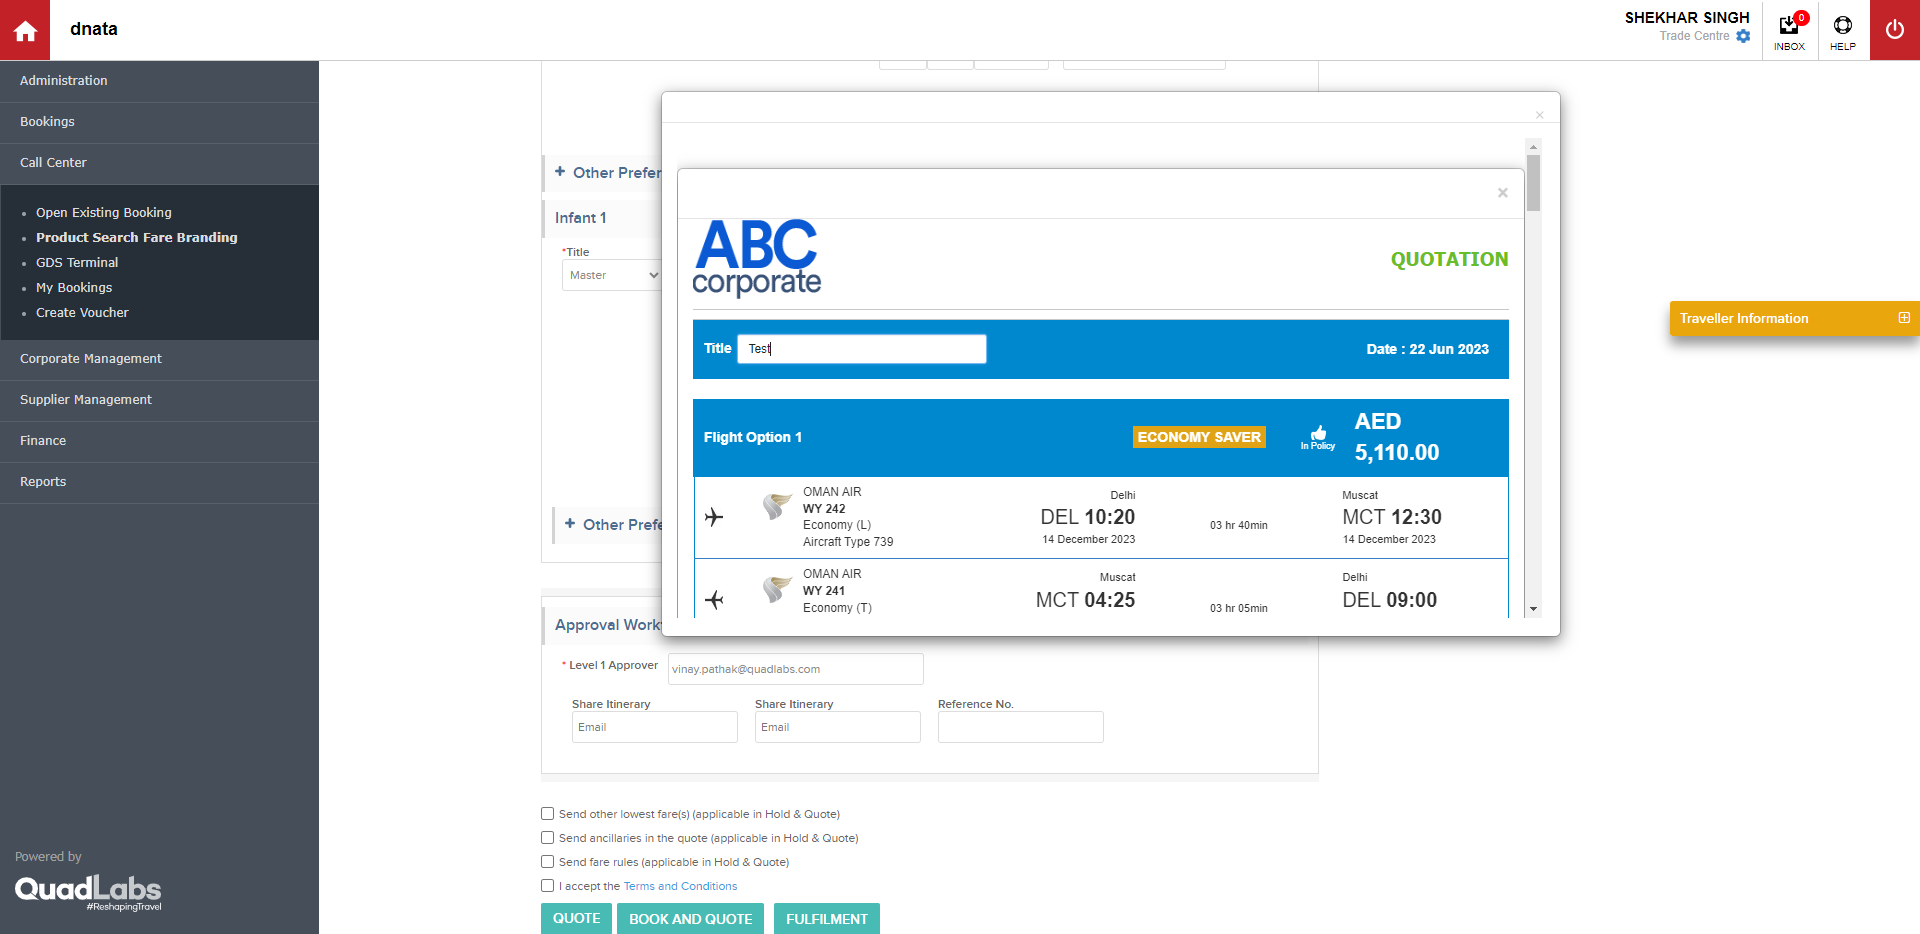 dnata
SHEKHAR SINGH
Trade Centre
0
INBOX
HELP
Administration
Bookings
Call Center
Open Existing Booking
Product Search Fare Branding
GDS Terminal
My Bookings
Create Voucher
Corporate Management
Supplier Management
Finance
Reports
Powered by
QuadLabs
#ReshapingTravel
+ Other Prefer
Infant 1
*Title
Master
+ Other Prefe
×
×
ABC
corporate
QUOTATION
Title Test
Date : 22 Jun 2023
Flight Option 1
ECONOMY SAVER
In Policy
AED
5,110.00
OMAN AIR
WY 242
Economy (L)
Aircraft Type 739
Delhi
DEL 10:20
14 December 2023
03 hr 40min
Muscat
MCT 12:30
14 December 2023
OMAN AIR
WY 241
Economy (T)
Muscat
MCT 04:25
03 hr 05min
Delhi
DEL 09:00
Traveller Information
Approval Work
* Level 1 Approver vinay.pathak@quadlabs.com
Share Itinerary Share Itinerary Reference No.
Email Email
Send other lowest fare(s) (applicable in Hold & Quote)
Send ancillaries in the quote (applicable in Hold & Quote)
Send fare rules (applicable in Hold & Quote)
I accept the Terms and Conditions
QUOTE BOOK AND QUOTE FULFILMENT